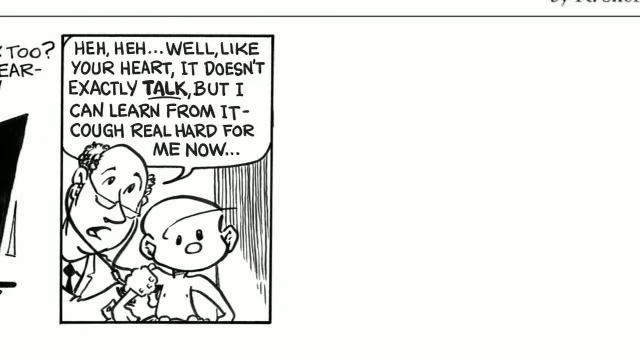 TOO?
EAR-
HEH, HEH...WELL, LIKE
YOUR HEART, IT DOESN'T
EXACTLY TALK, BUT I
CAN LEARN FROM IT-
COUGH REAL HARD FOR
ME NOW...